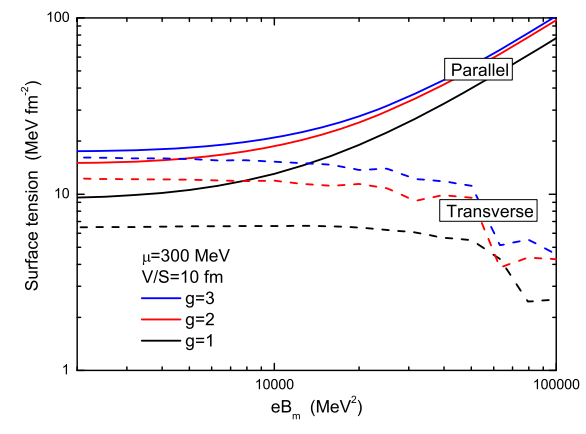 100
Parallel
Surface tension (MeV fm⁻²)
10
Transverse
μ=300 MeV
V/S=10 fm
g=3
g=2
g=1
1
10000
100000
eBₘ (MeV²)